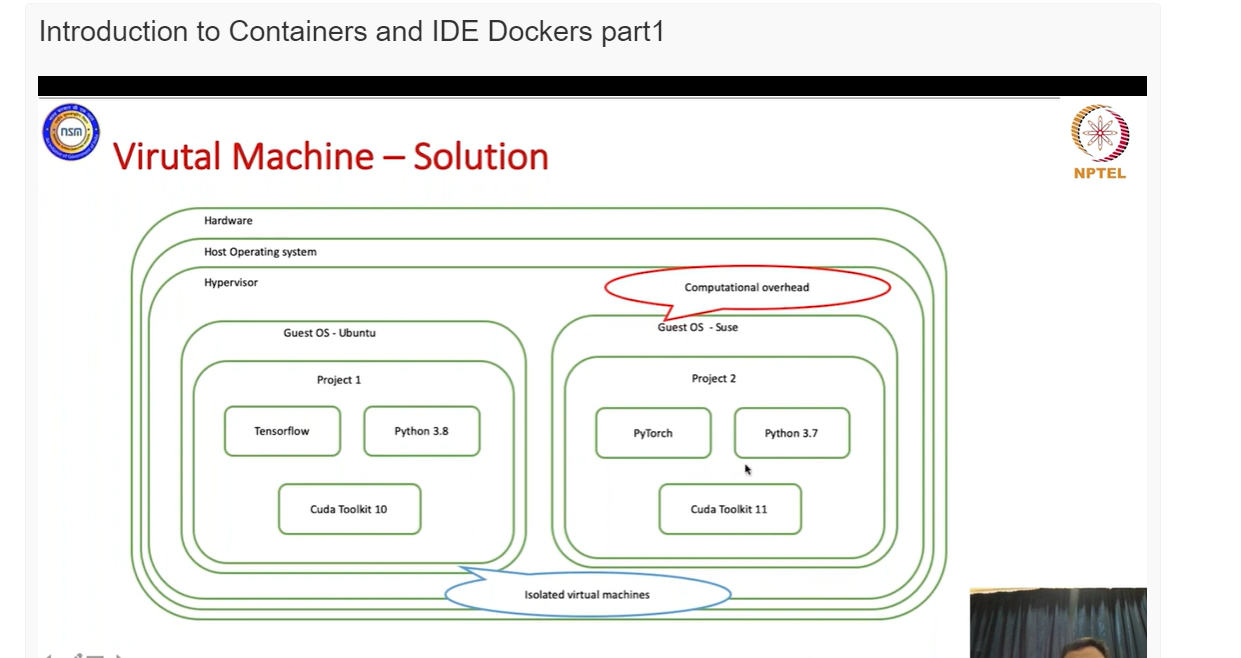 Introduction to Containers and IDE Dockers part1
nsm
Virutal Machine – Solution
NPTEL
Hardware
Host Operating system
Hypervisor
Computational overhead
Guest OS - Ubuntu
Guest OS - Suse
Project 1
Project 2
Tensorflow
Python 3.8
PyTorch
Python 3.7
Cuda Toolkit 10
Cuda Toolkit 11
Isolated virtual machines